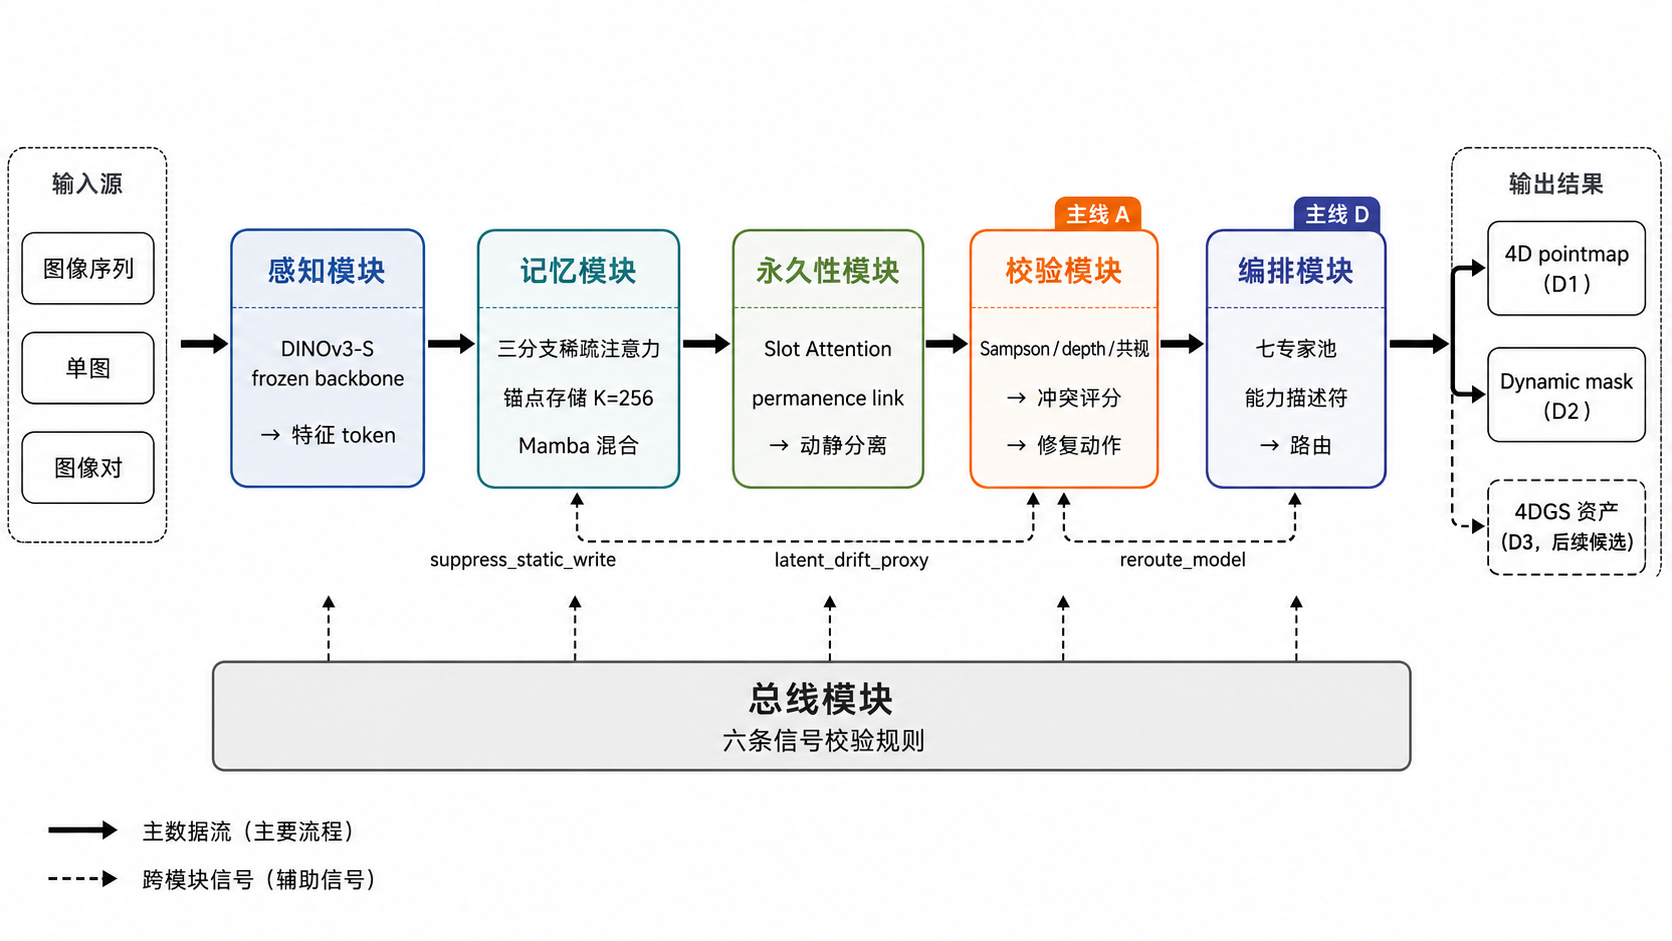 输入源
图像序列
单图
图像对
感知模块
DINOv3-S
frozen backbone
→ 特征 token
记忆模块
三分支稀疏注意力
锚点存储 K=256
Mamba 混合
永久性模块
Slot Attention
permanence link
→ 动静分离
主线 A
校验模块
Sampson / depth / 共视
→ 冲突评分
→ 修复动作
主线 D
编排模块
七专家池
能力描述符
→ 路由
输出结果
4D pointmap
(D1)
Dynamic mask
(D2)
4DGS 资产
(D3，后续候选)
suppress_static_write
latent_drift_proxy
reroute_model
总线模块
六条信号校验规则
主数据流（主要流程）
跨模块信号（辅助信号）